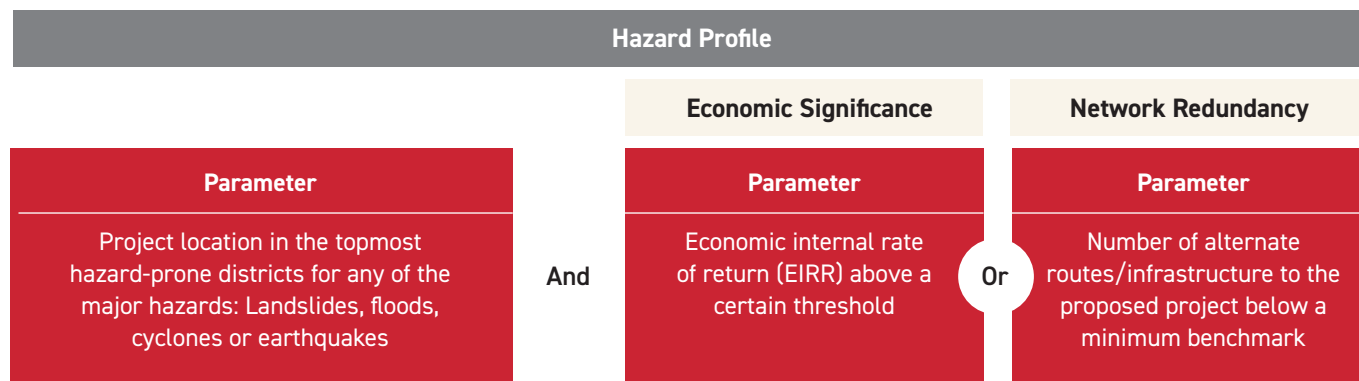 Hazard Profile
Economic Significance
Network Redundancy
Parameter
Project location in the topmost
hazard-prone districts for any of the
major hazards: Landslides, floods,
cyclones or earthquakes
And
Parameter
Economic internal rate
of return (EIRR) above a
certain threshold
Or
Parameter
Number of alternate
routes/infrastructure to the
proposed project below a
minimum benchmark